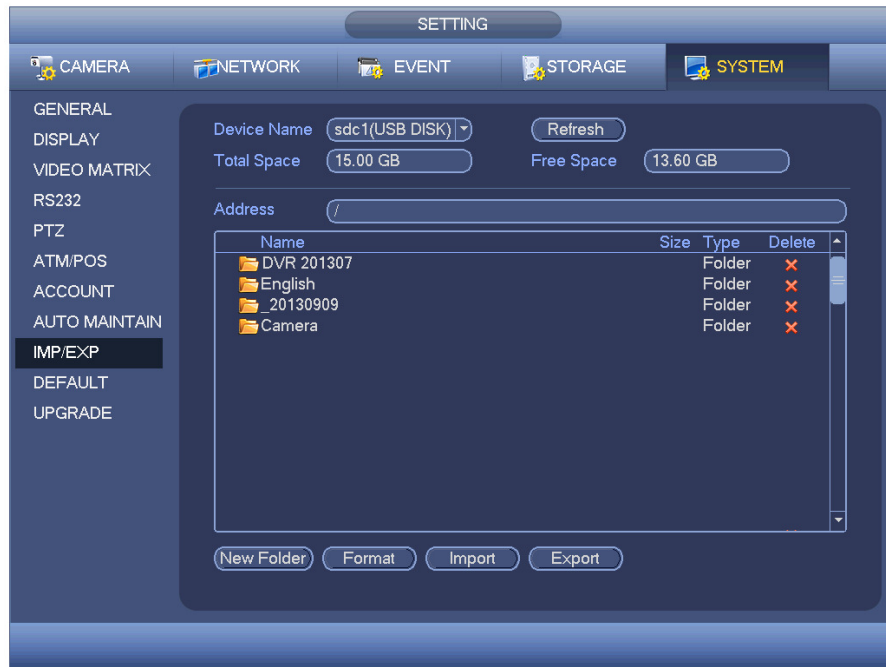 SETTING
CAMERA NETWORK EVENT STORAGE SYSTEM
GENERAL
DISPLAY
VIDEO MATRIX
RS232
PTZ
ATM/POS
ACCOUNT
AUTO MAINTAIN
IMP/EXP
DEFAULT
UPGRADE
Device Name sdc1(USB DISK) Refresh
Total Space 15.00 GB Free Space 13.60 GB
Address /
Name Size Type Delete
DVR 201307 Folder
English Folder
_20130909 Folder
Camera Folder
New Folder Format Import Export